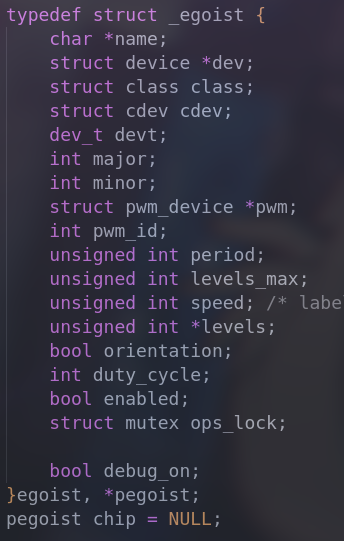 typedef struct _egoist {
    char *name;
    struct device *dev;
    struct class class;
    struct cdev cdev;
    dev_t devt;
    int major;
    int minor;
    struct pwm_device *pwm;
    int pwm_id;
    unsigned int period;
    unsigned int levels_max;
    unsigned int speed; /* labe
    unsigned int *levels;
    bool orientation;
    int duty_cycle;
    bool enabled;
    struct mutex ops_lock;

    bool debug_on;
}egoist, *pegoist;
pegoist chip = NULL;